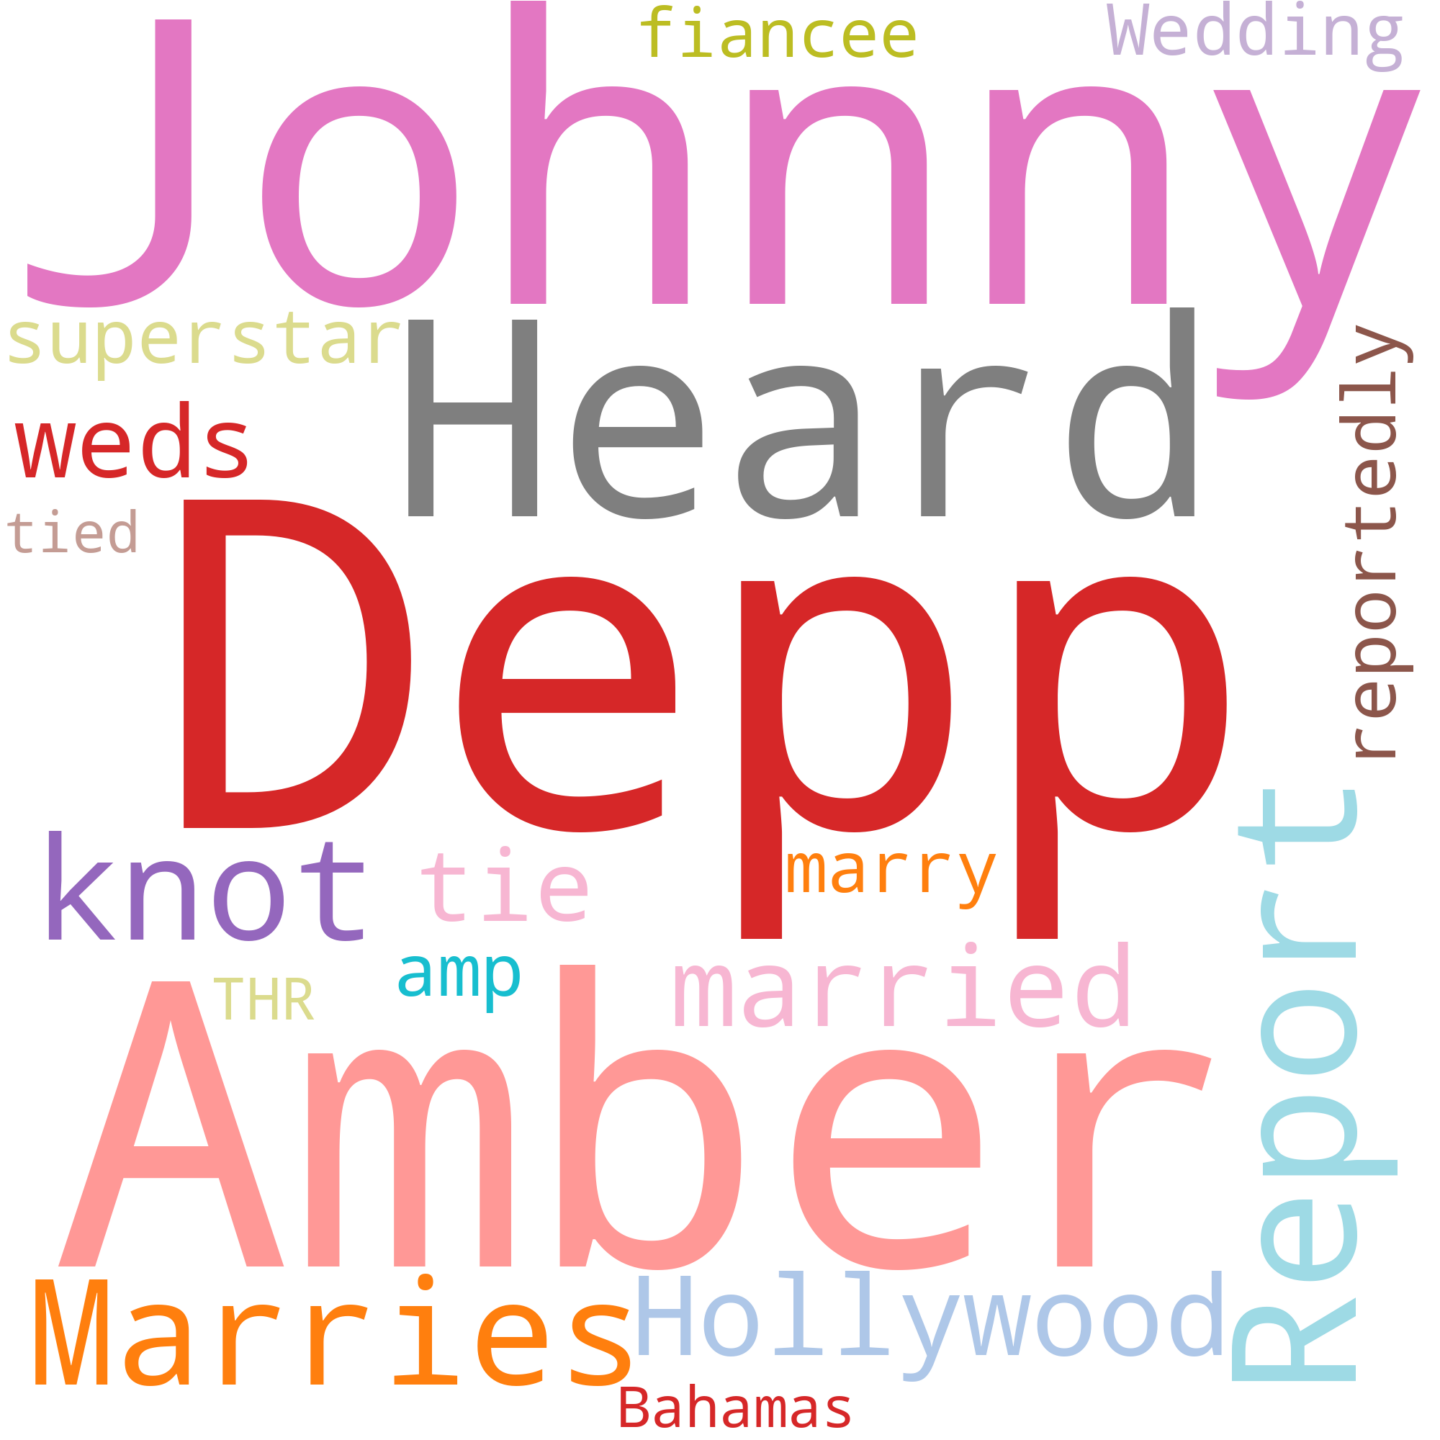 fiancee
Wedding
Johnny
superstar
Heard
reportedly
weds
tied
Depp
knot
tie
marry
Report
amp
married
THR
Amber
Marries
Hollywood
Bahamas